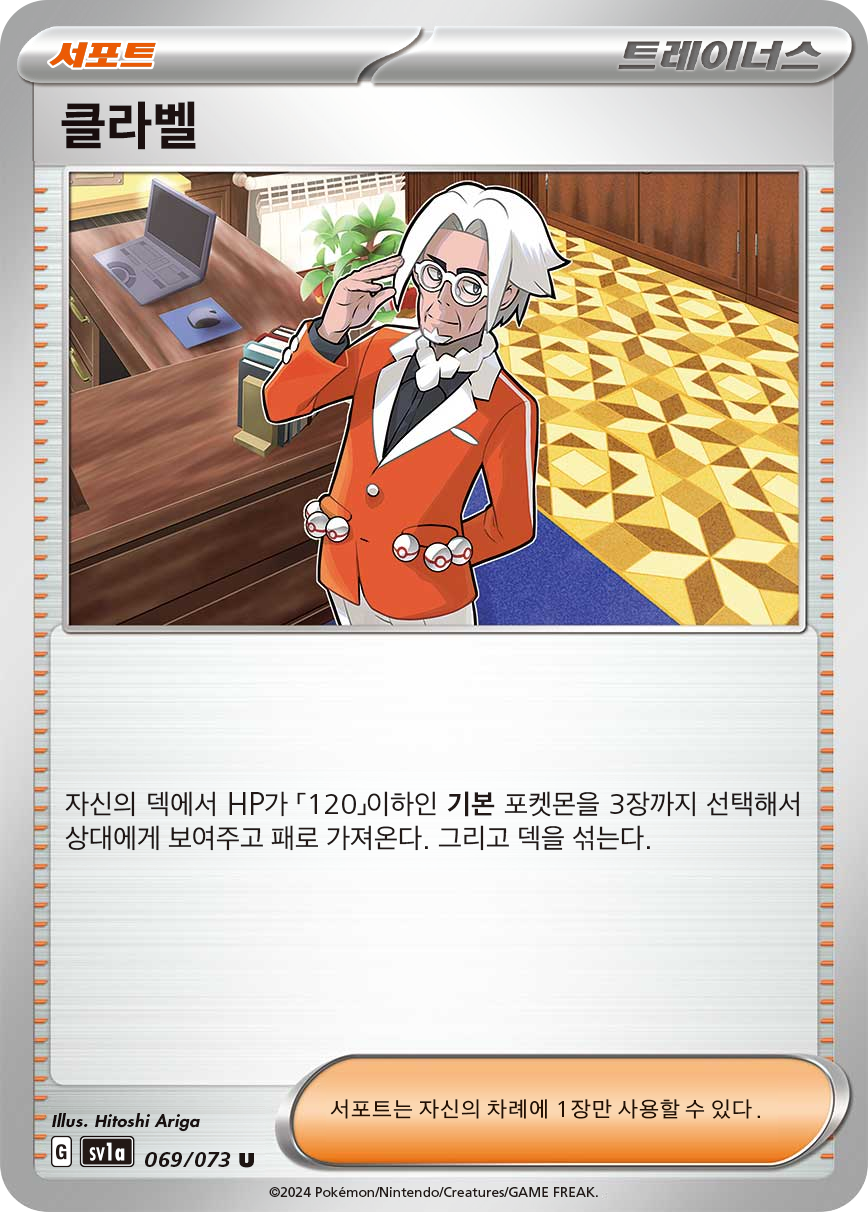 서포트
트레이너스
클라벨
자신의 덱에서 HP가 「120」이하인 기본 포켓몬을 3장까지 선택해서
상대에게 보여주고 패로 가져온다. 그리고 덱을 섞는다.
서포트는 자신의 차례에 1장만 사용할 수 있다.
Illus. Hitoshi Ariga
G sv1a 069/073 U
©2024 Pokémon/Nintendo/Creatures/GAME FREAK.